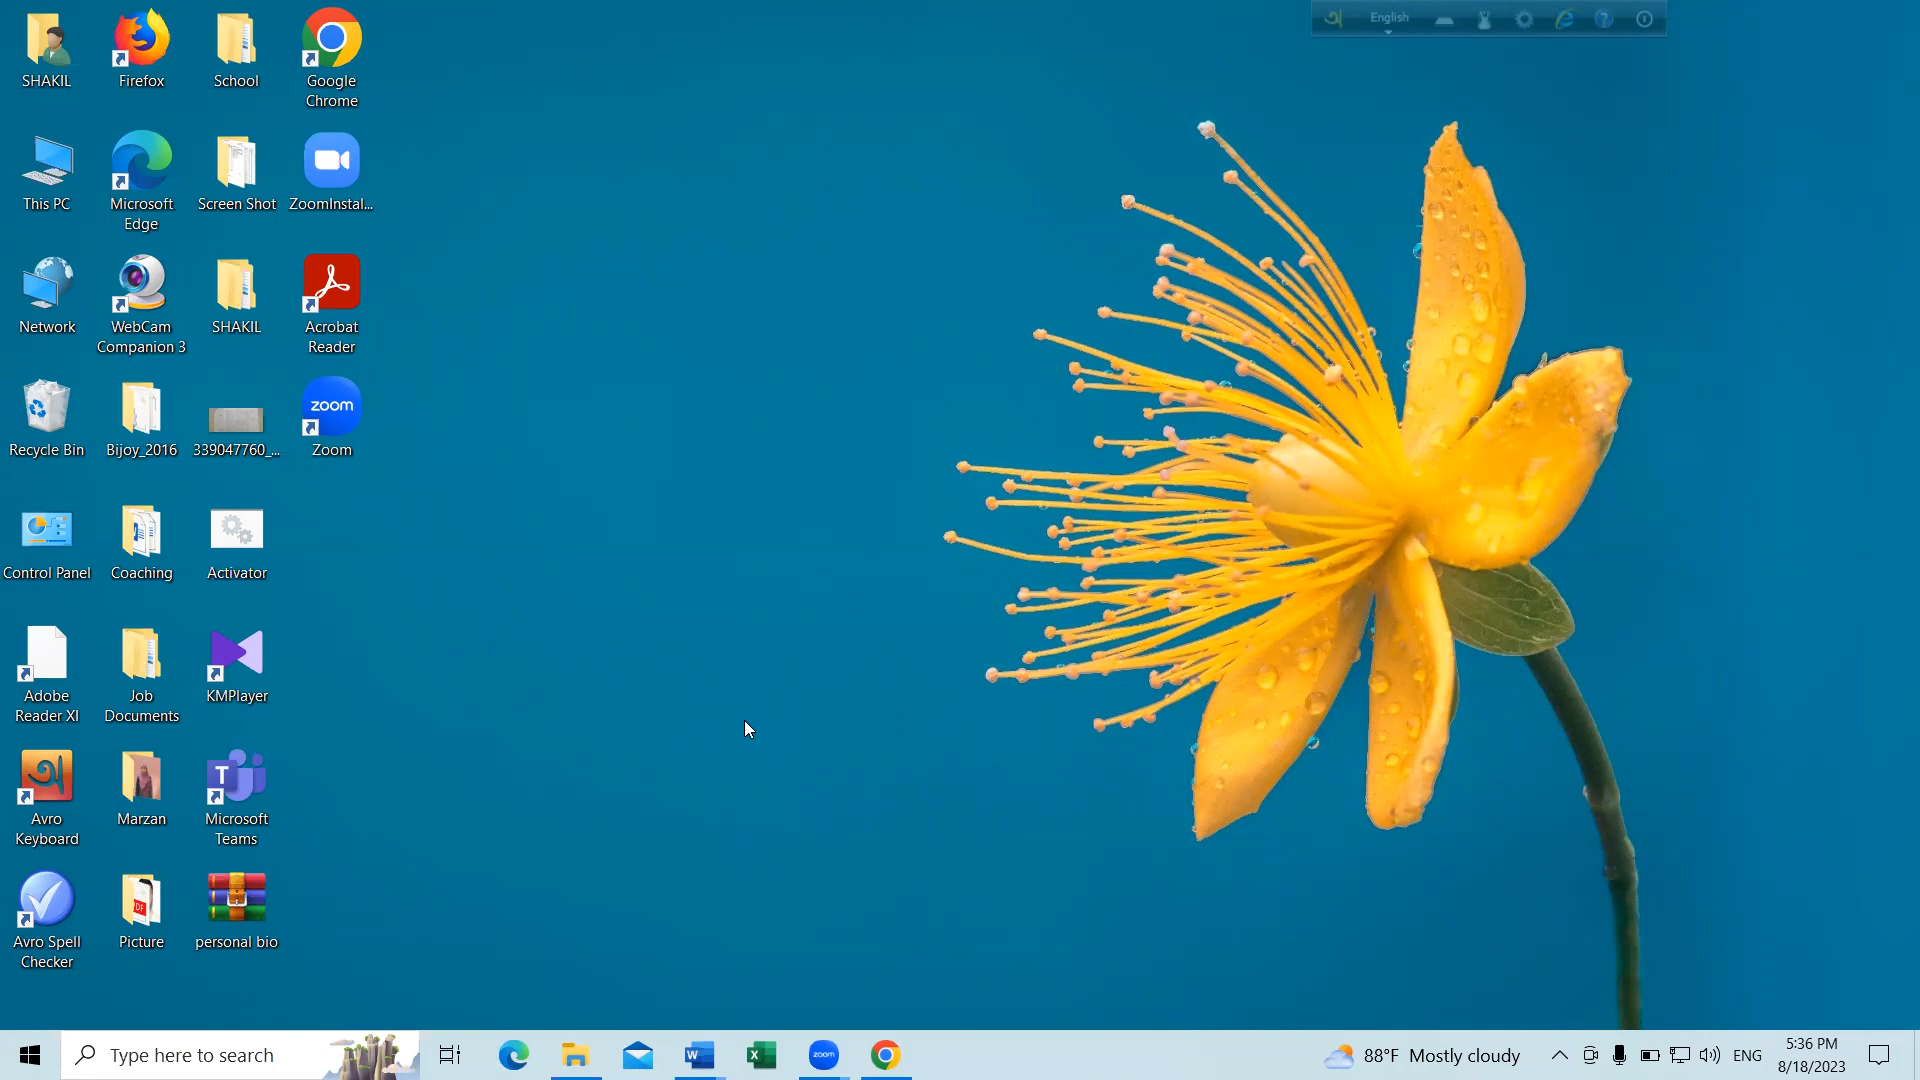 SHAKIL
Firefox
School
Google
Chrome
This PC
Microsoft
Edge
Screen Shot
ZoomInstal...
Network
WebCam
Companion 3
SHAKIL
Acrobat
Reader
Recycle Bin
Bijoy_2016
339047760_...
zoom
Zoom
Control Panel
Coaching
Activator
Adobe
Reader XI
Job
Documents
KMPlayer
অ
Avro
Keyboard
Marzan
T
Microsoft
Teams
Avro Spell
Checker
PDF
Picture
personal bio
অ English ?
Type here to search
W
X
zoom
88°F Mostly cloudy
ENG
5:36 PM
8/18/2023